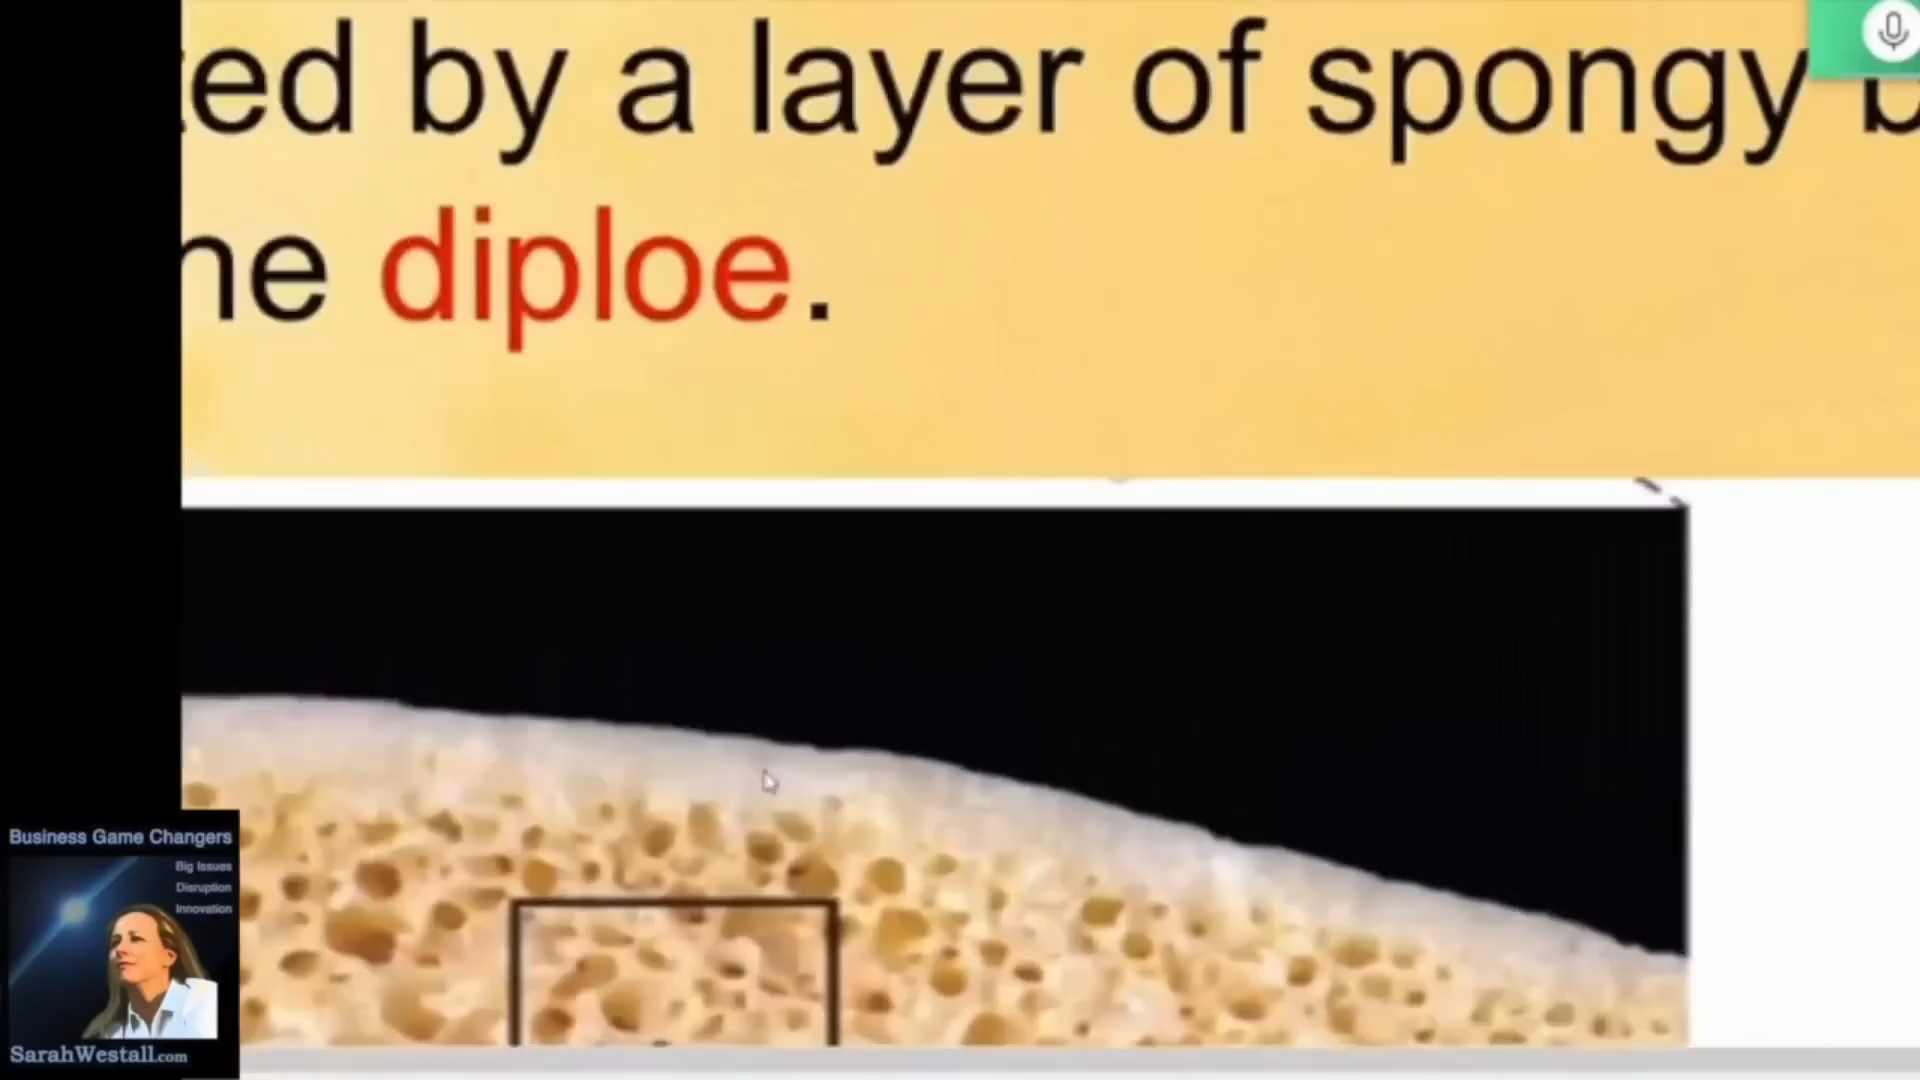 ted by a layer of spongy b
ne diploe.
Business Game Changers
Big Issues
Disruption
Innovation
SarahWestall.com